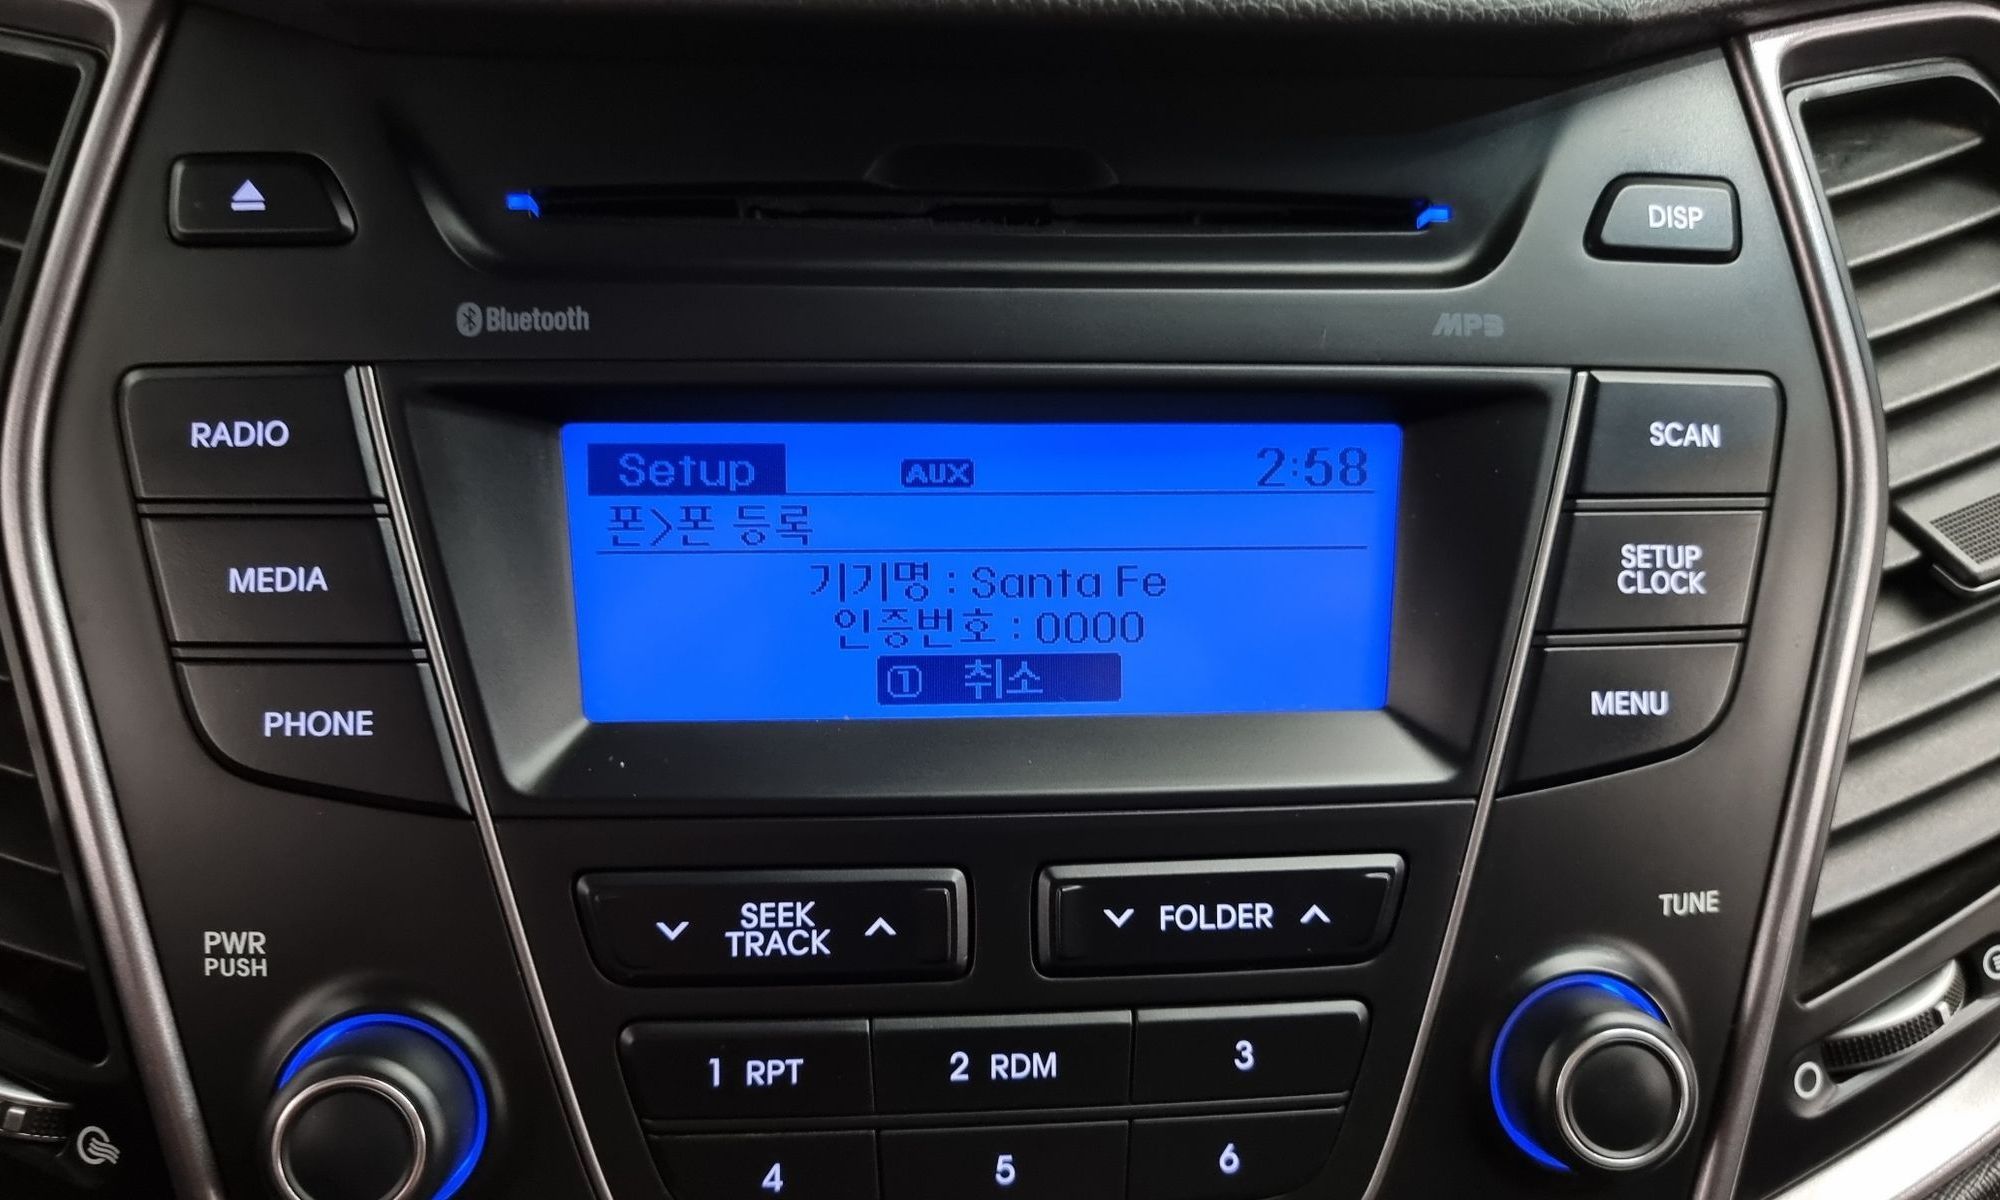 DISP
Bluetooth
MP3
RADIO
SCAN
Setup AUX 2:58
폰>폰 등록
기기명 : Santa Fe
인증번호 : 0000
① 취소
MEDIA
SETUP
CLOCK
PHONE
MENU
SEEK
TRACK
FOLDER
TUNE
PWR
PUSH
1 RPT
2 RDM
3
4
5
6